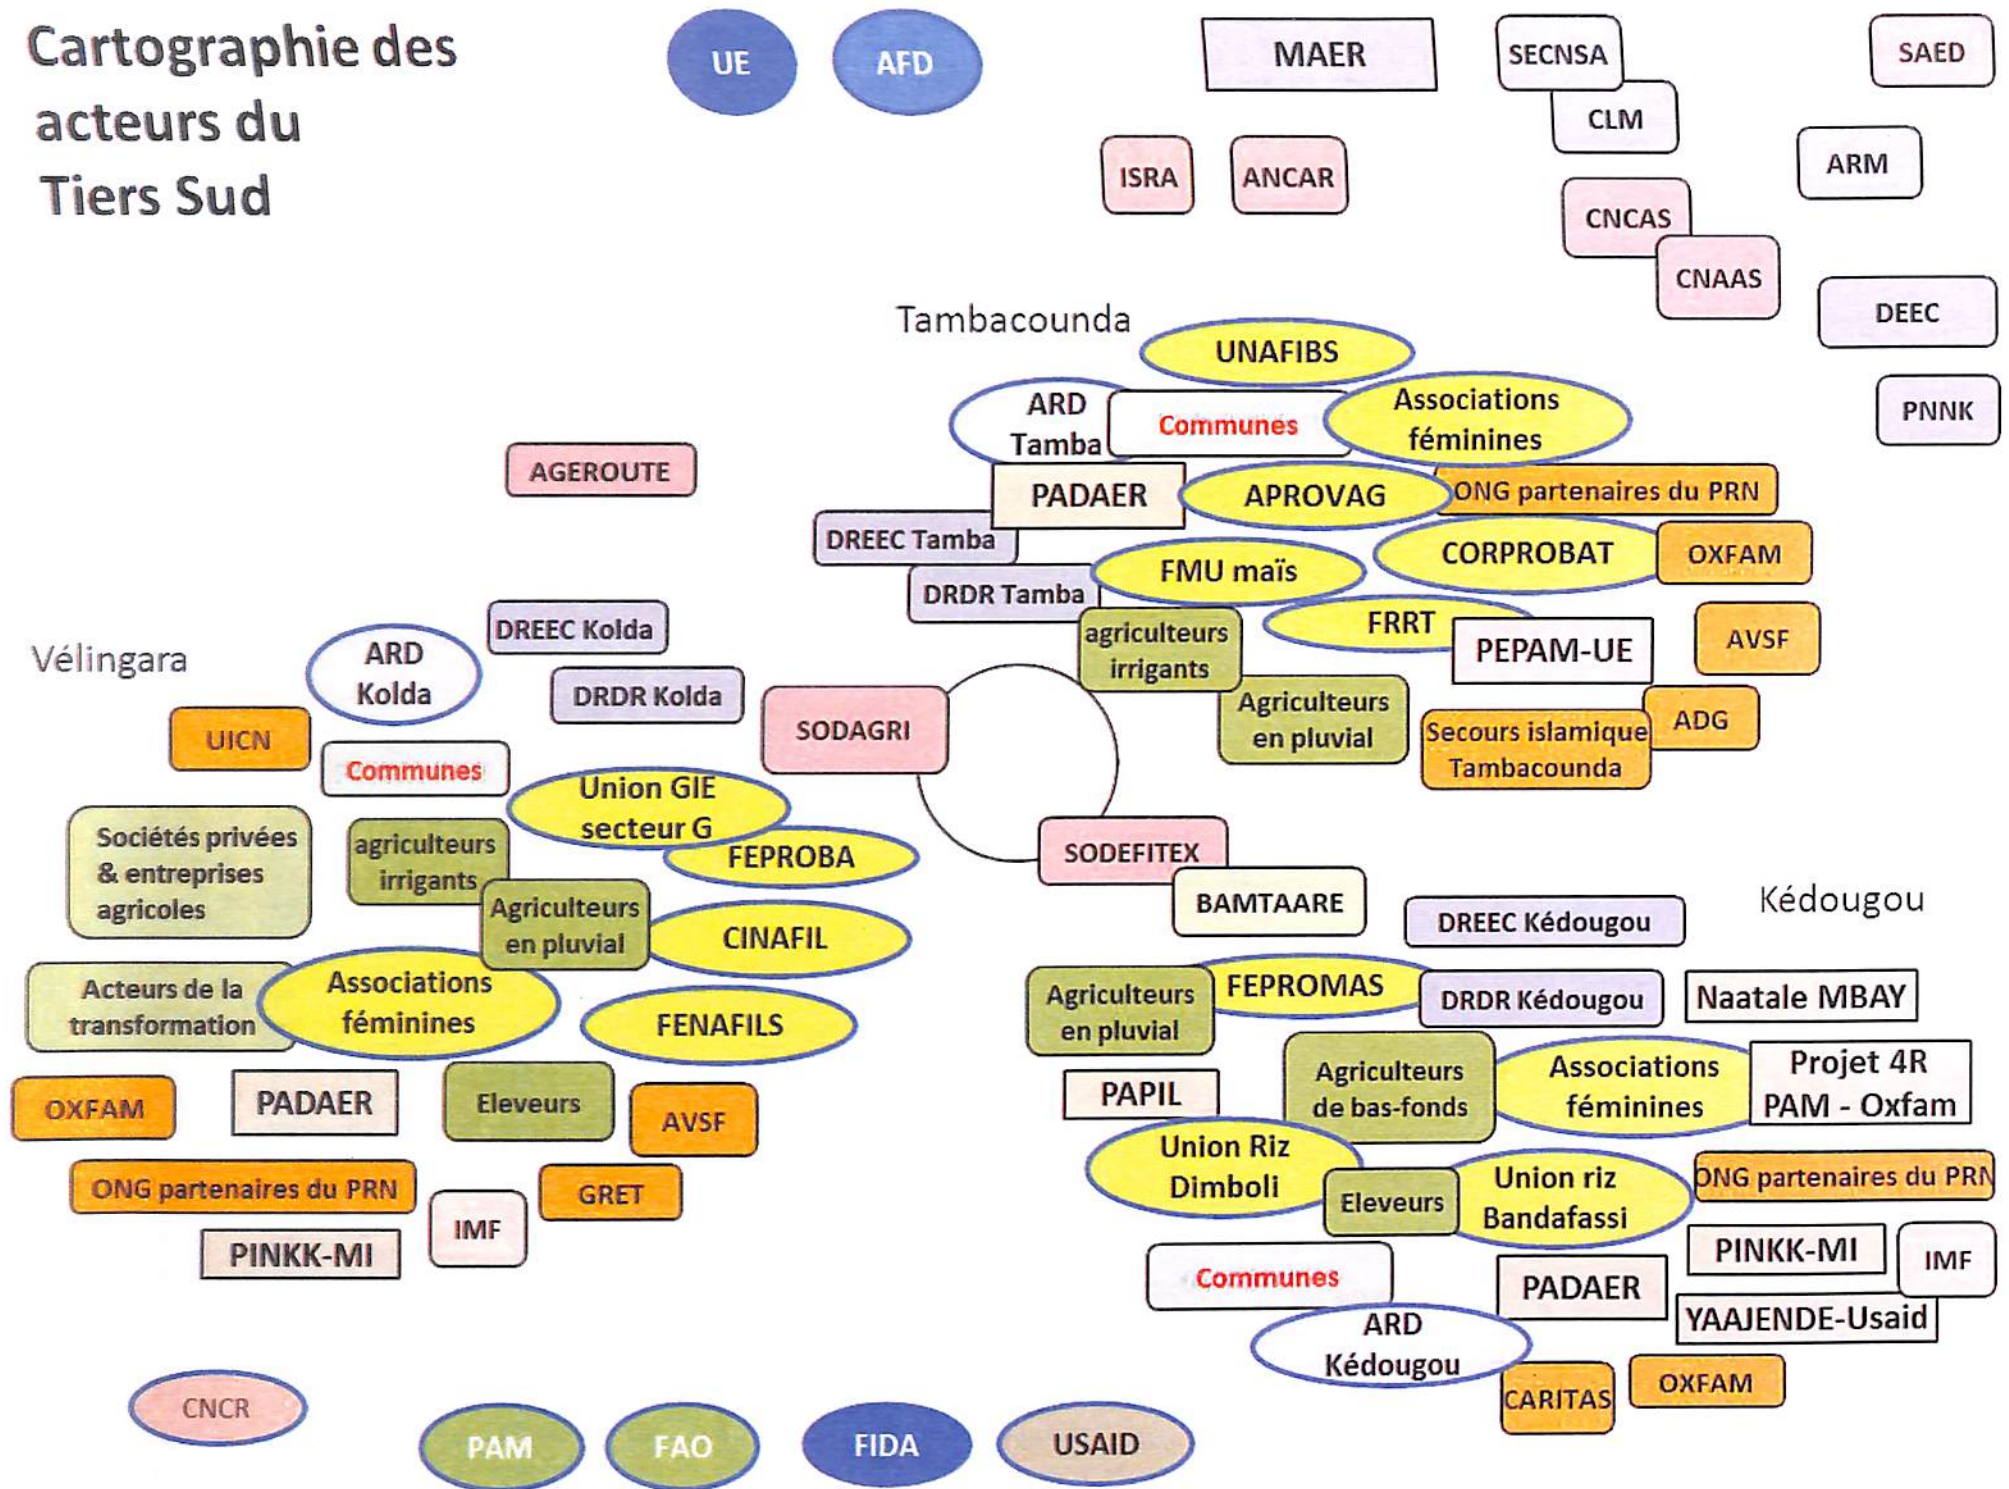 Cartographie des
acteurs du
Tiers Sud
UE
AFD
MAER
SECNSA
SAED
CLM
ARM
ISRA
ANCAR
CNCAS
CNAAS
DEEC
PNNK
Tambacounda
UNAFIBS
ARD
Tamba
Communes
Associations
féminines
PADAER
APROVAG
ONG partenaires du PRN
DREEC Tamba
FMU maïs
CORPROBAT
OXFAM
DRDR Tamba
FRRT
agriculteurs
irrigants
PEPAM-UE
AVSF
Agriculteurs
en pluvial
Secours islamique
Tambacounda
ADG
AGEROUTE
Vélingara
ARD
Kolda
DREEC Kolda
DRDR Kolda
SODAGRI
UICN
Communes
Union GIE
secteur G
Sociétés privées
& entreprises
agricoles
agriculteurs
irrigants
FEPROBA
Agriculteurs
en pluvial
CINAFIL
Acteurs de la
transformation
Associations
féminines
FENAFILS
OXFAM
PADAER
Eleveurs
AVSF
ONG partenaires du PRN
IMF
GRET
PINKK-MI
SODEFITEX
BAMTAARE
Kédougou
DREEC Kédougou
Agriculteurs
en pluvial
FEPROMAS
DRDR Kédougou
Naatale MBAY
PAPIL
Agriculteurs
de bas-fonds
Associations
féminines
Projet 4R
PAM - Oxfam
Union Riz
Dimboli
Eleveurs
Union riz
Bandafassi
ONG partenaires du PRN
Communes
PADAER
PINKK-MI
IMF
YAAJENDE-Usaid
ARD
Kédougou
CARITAS
OXFAM
CNCR
PAM
FAO
FIDA
USAID